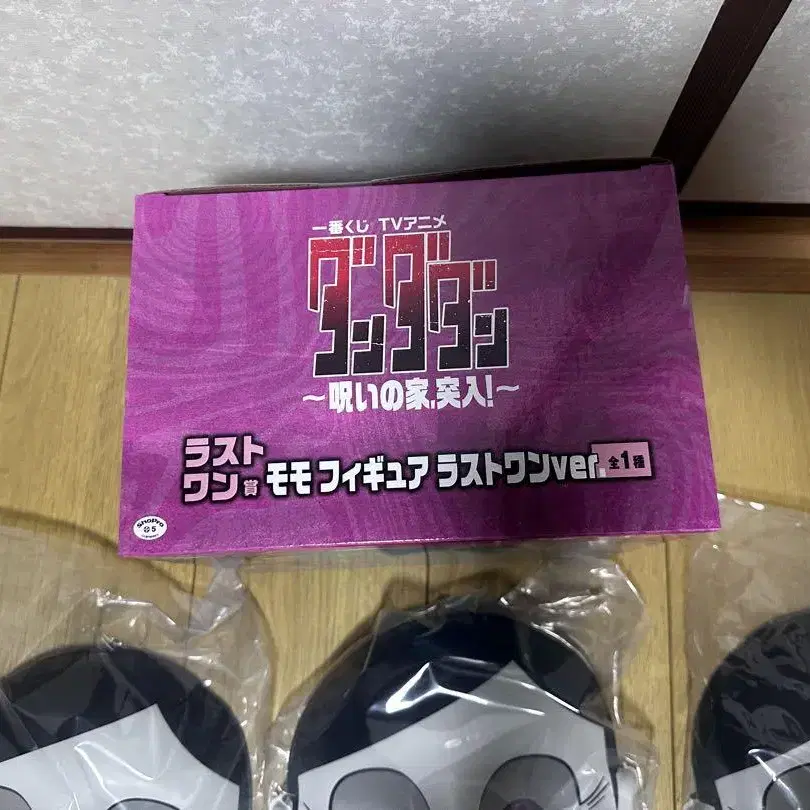 一番くじ TVアニメ
ダンダダン
～呪いの家、突入!～
ラスト
ワン賞 モモ フィギュア ラストワンver. 全1種
ShoPro
5